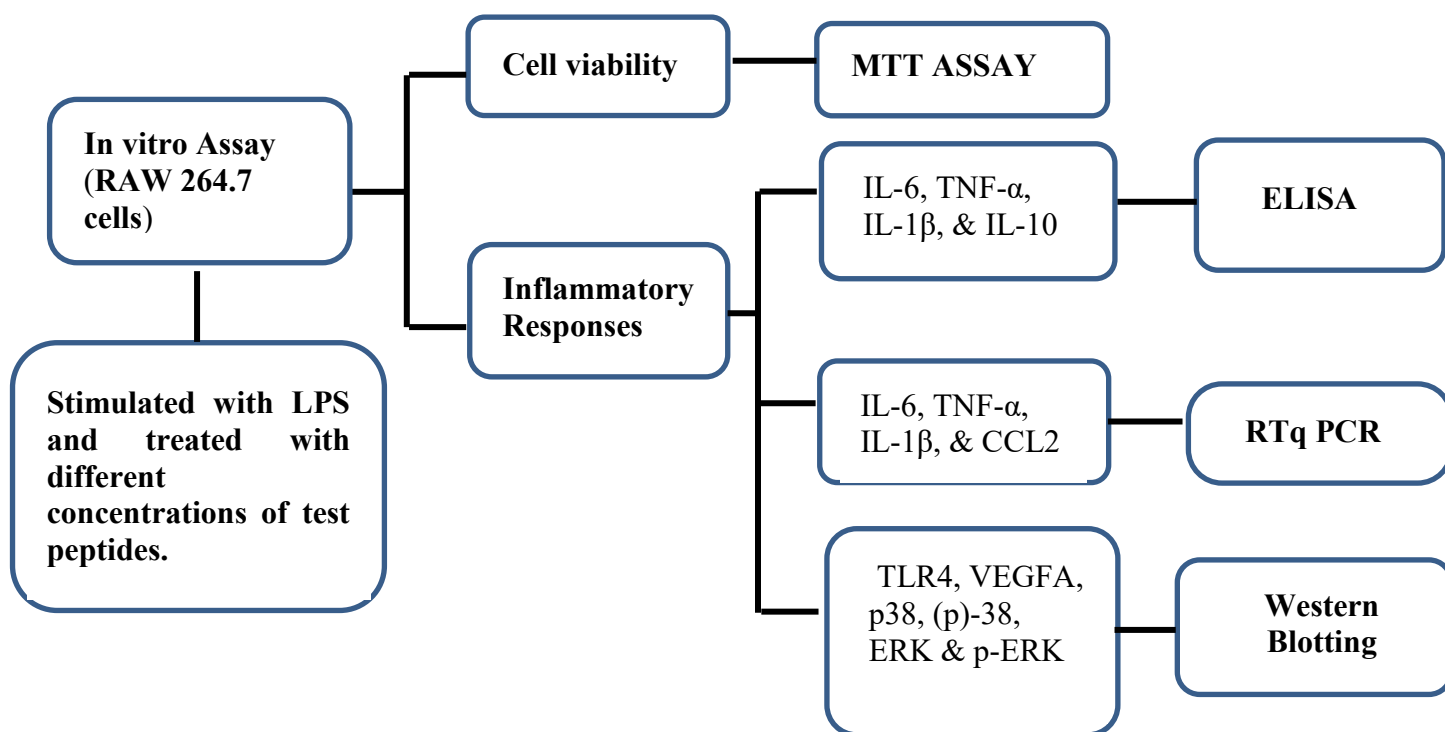 Cell viability
MTT ASSAY
In vitro Assay
(RAW 264.7
cells)
IL-6, TNF-α,
IL-1β, & IL-10
ELISA
Inflammatory
Responses
Stimulated with LPS
and treated with
different
concentrations of test
peptides.
IL-6, TNF-α,
IL-1β, & CCL2
RTq PCR
TLR4, VEGFA,
p38, (p)-38,
ERK & p-ERK
Western
Blotting